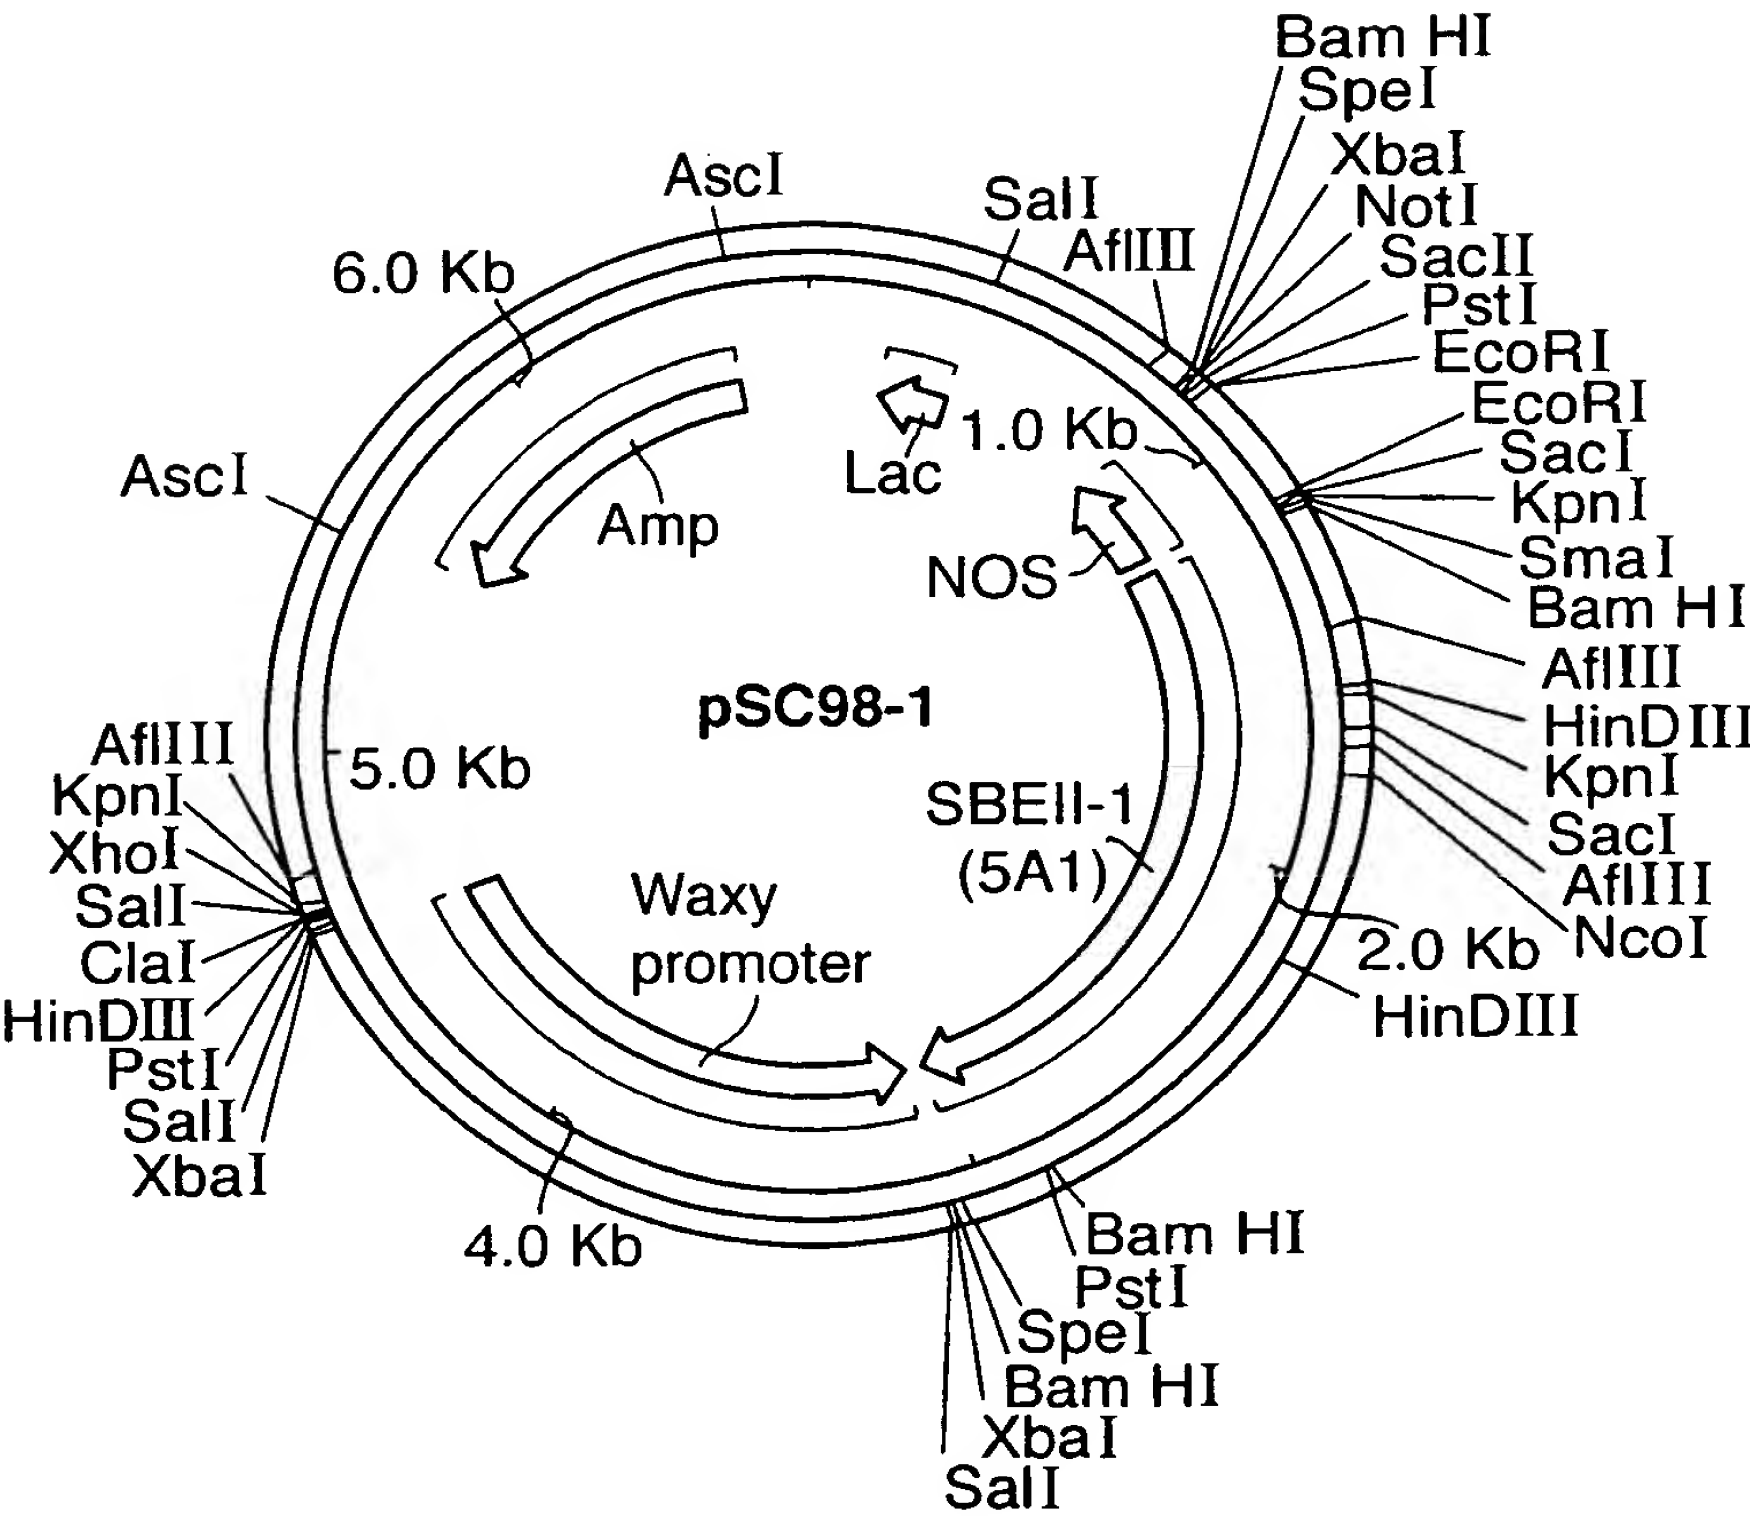 Bam HI
SpeI
XbaI
NotI
SacII
PstI
EcoRI
EcoRI
SacI
KpnI
SmaI
Bam HI
AflIII
HinDIII
KpnI
SacI
AflIII
NcoI
2.0 Kb
HinDIII
AscI
SalI
AflIII
6.0 Kb
1.0 Kb
Lac
Amp
NOS
AscI
pSC98-1
5.0 Kb
SBEII-1
(5A1)
Waxy
promoter
AflIII
KpnI
XhoI
SalI
ClaI
HinDIII
PstI
SalI
XbaI
4.0 Kb
Bam HI
PstI
SpeI
Bam HI
XbaI
SalI